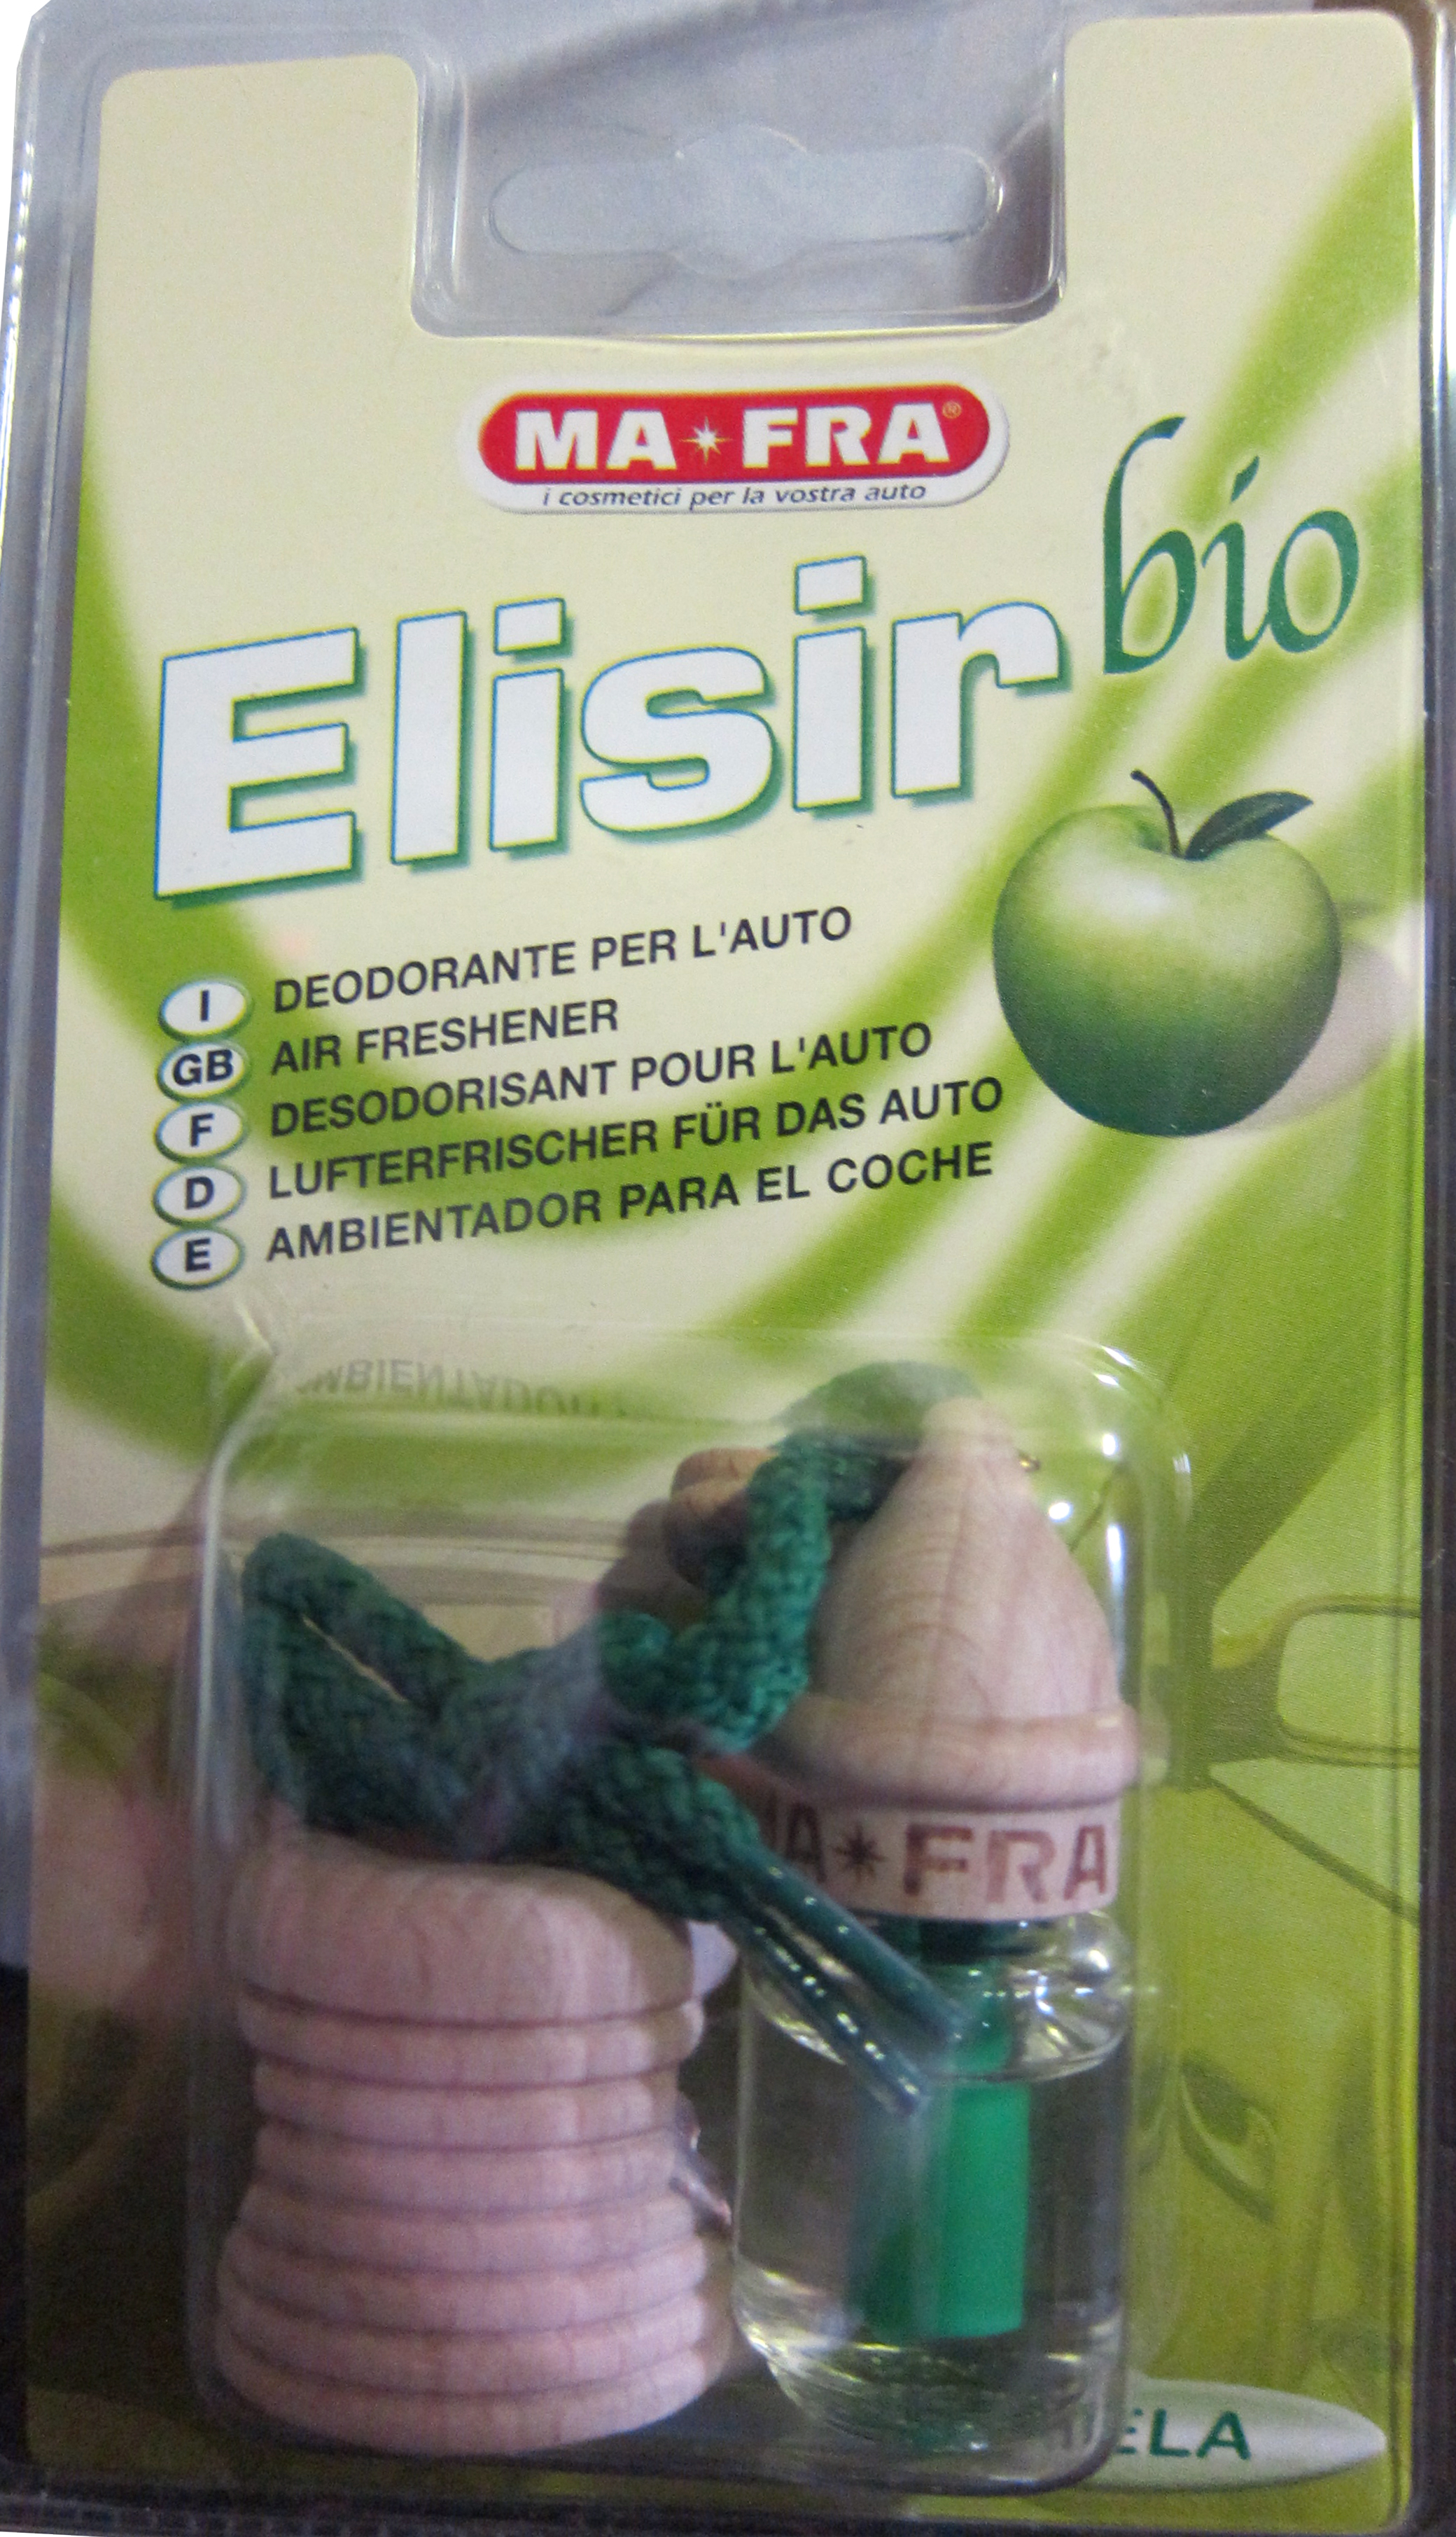 MA★FRA®
i cosmetici per la vostra auto
Elisir bio
I DEODORANTE PER L'AUTO
GB AIR FRESHENER
F DESODORISANT POUR L'AUTO
D LUFTERFRISCHER FÜR DAS AUTO
E AMBIENTADOR PARA EL COCHE
FRA